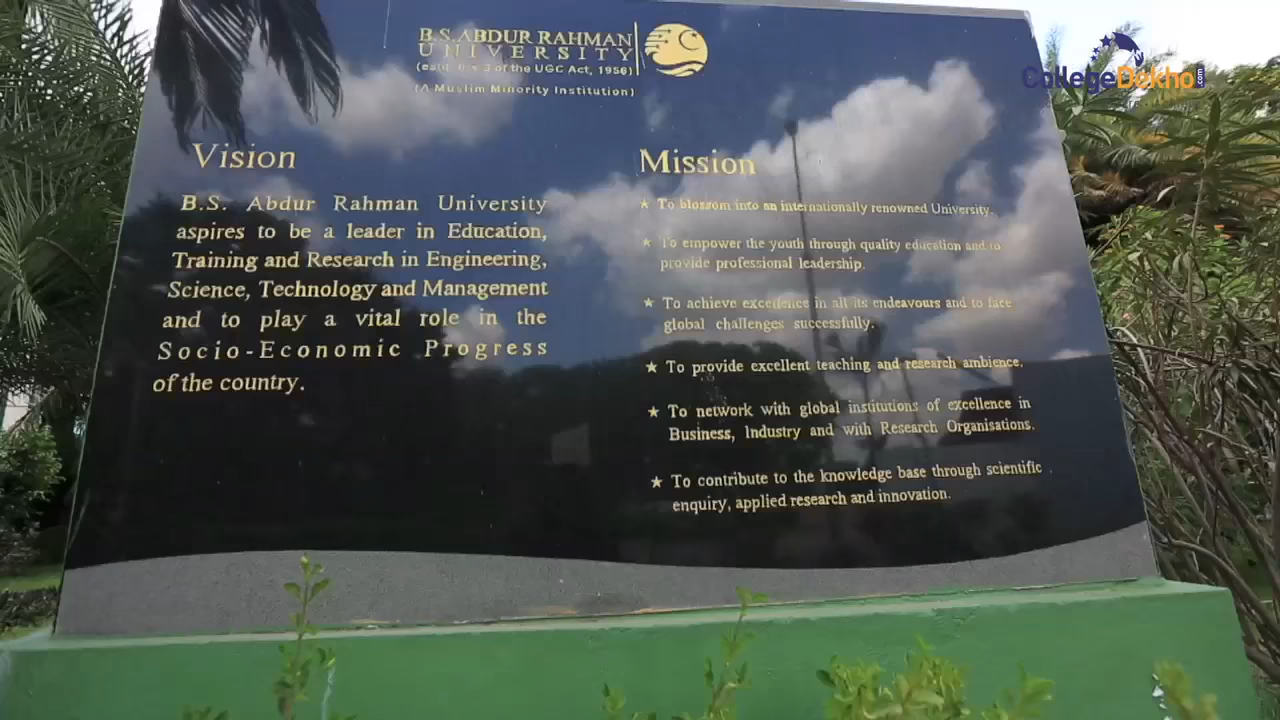 B.S.ABDUR RAHMAN
UNIVERSITY
(estd. u.s. 3 of the UGC Act, 1956)
(A Muslim Minority Institution)
CollegeDekho.com
Vision
B.S. Abdur Rahman University
aspires to be a leader in Education,
Training and Research in Engineering,
Science, Technology and Management
and to play a vital role in the
Socio-Economic Progress
of the country.
Mission
★ To blossom into an internationally renowned University.
★ To empower the youth through quality education and to
provide professional leadership.
★ To achieve excellence in all its endeavours and to face
global challenges successfully.
★ To provide excellent teaching and research ambience.
★ To network with global institutions of excellence in
Business, Industry and with Research Organisations.
★ To contribute to the knowledge base through scientific
enquiry, applied research and innovation.